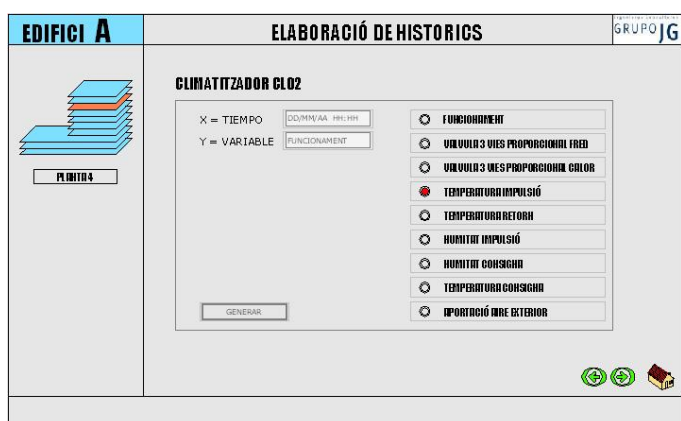 EDIFICI A
ELABORACIÓ DE HISTORICS
GRUPO JG
CLIMATITZADOR CL02
X = TIEMPO DD/MM/AA HH:HH
Y = VARIABLE FUNCIONAMENT
GENERAR
FUNCIONAMENT
VALVULA 3 VIES PROPORCIONAL FRED
VALVULA 3 VIES PROPORCIONAL CALOR
TEMPERATURA IMPULSIÓ
TEMPERATURA RETORN
HUMITAT IMPULSIÓ
HUMITAT CONSIGNA
TEMPERATURA CONSIGNA
APORTACIÓ AIRE EXTERIOR
PLANTA 4